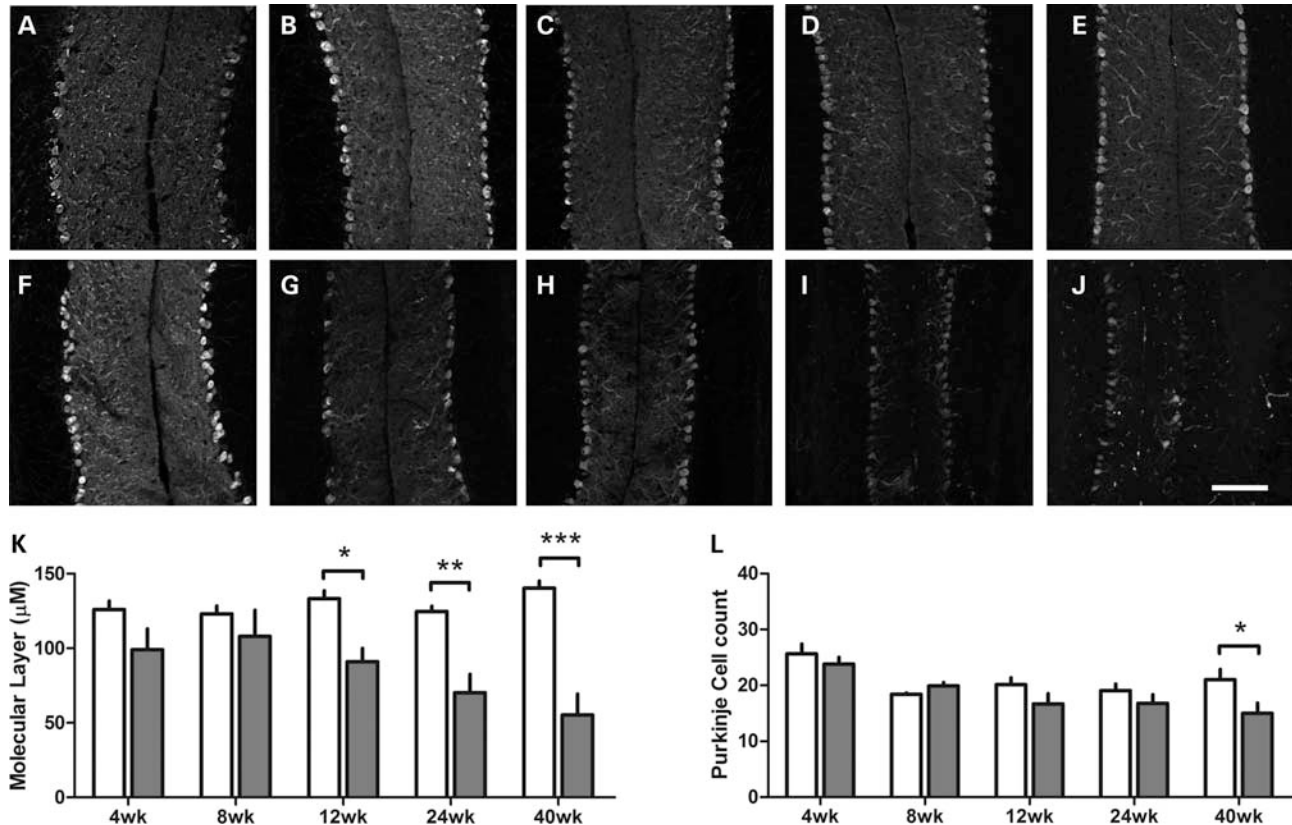 A B C D E
F G H I J
K
Molecular Layer (μM)
150
100
50
0
* ** ***
4wk 8wk 12wk 24wk 40wk
L
Purkinje Cell count
40
30
20
10
0
*
4wk 8wk 12wk 24wk 40wk